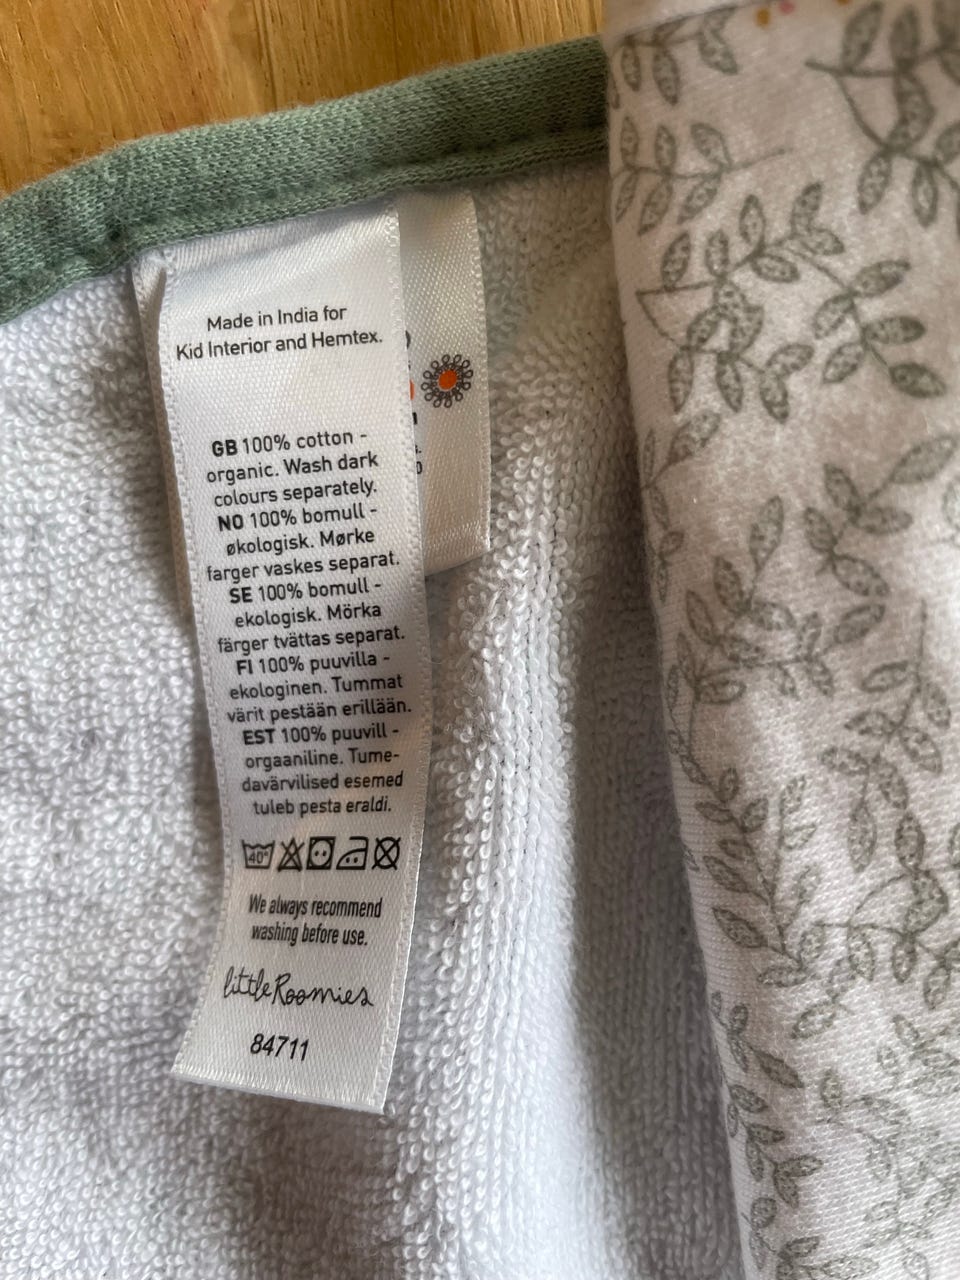 Made in India for
Kid Interior and Hemtex.
GB 100% cotton -
organic. Wash dark
colours separately.
NO 100% bomull -
økologisk. Mørke
farger vaskes separat.
SE 100% bomull -
ekologisk. Mörka
färger tvättas separat.
FI 100% puuvilla -
ekologinen. Tummat
värit pestään erillään.
EST 100% puuvill -
orgaaniline. Tume-
davärvilised esemed
tuleb pesta eraldi.
40°
We always recommend
washing before use.
littleRoomies
84711